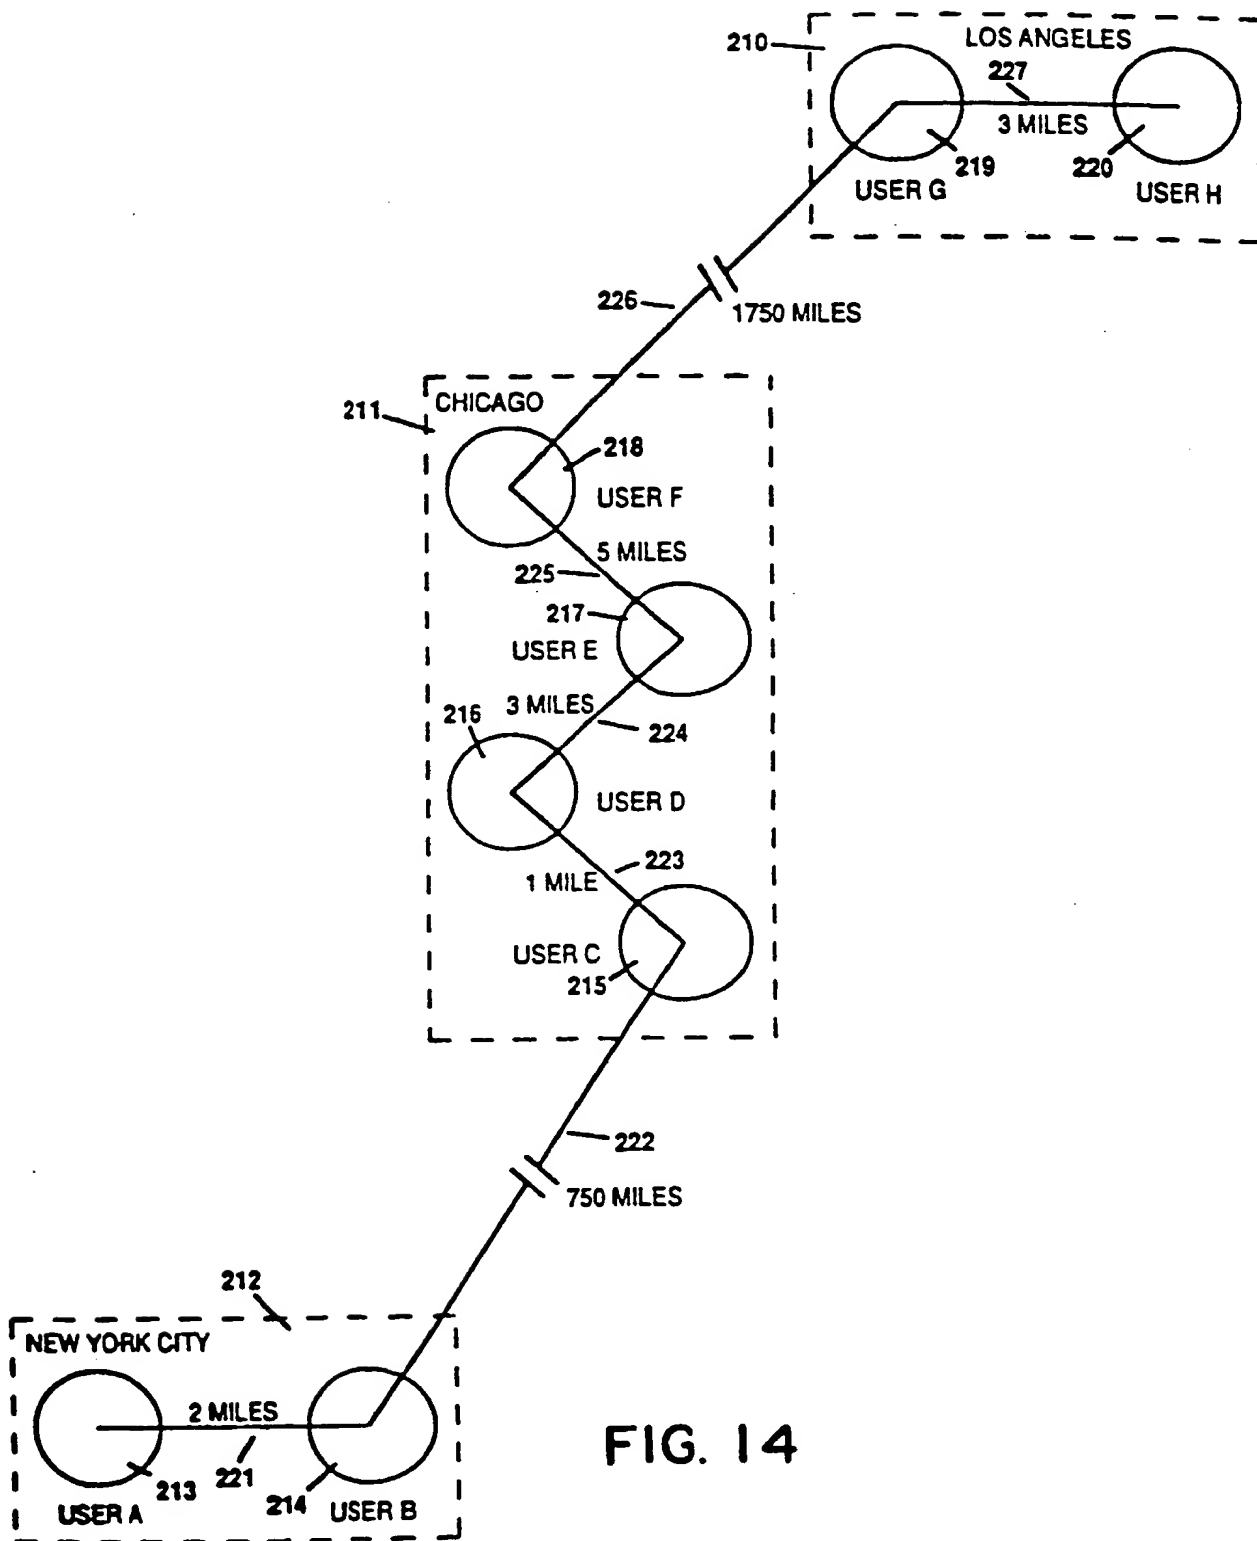 210
LOS ANGELES
227
3 MILES
219
220
USER G
USER H
226
1750 MILES
211
CHICAGO
218
USER F
5 MILES
225
217
USER E
3 MILES
216
224
USER D
223
1 MILE
USER C
215
222
750 MILES
212
NEW YORK CITY
2 MILES
221
213
214
USER A
USER B
FIG. 14